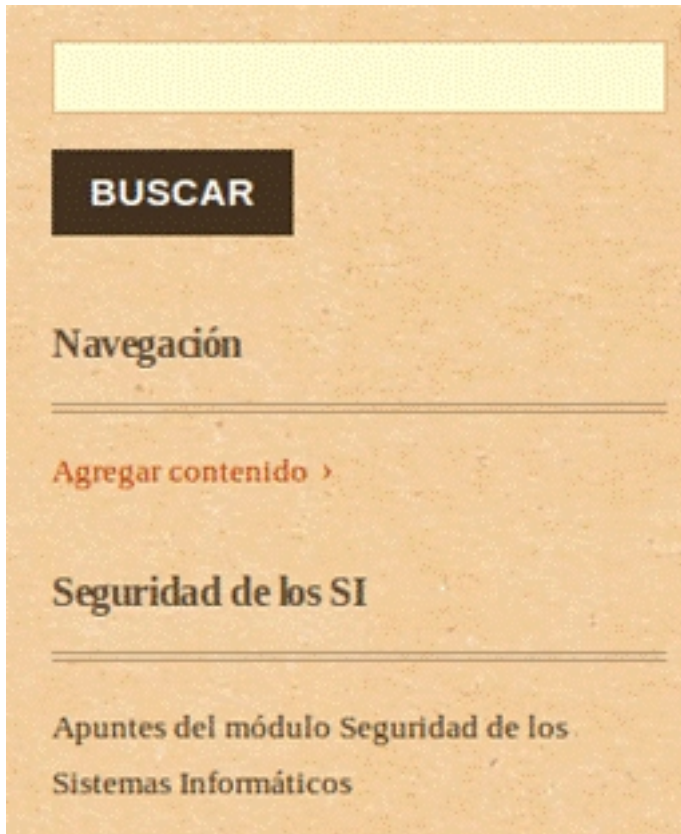 BUSCAR
Navegación
Agregar contenido ›
Seguridad de los SI
Apuntes del módulo Seguridad de los
Sistemas Informáticos